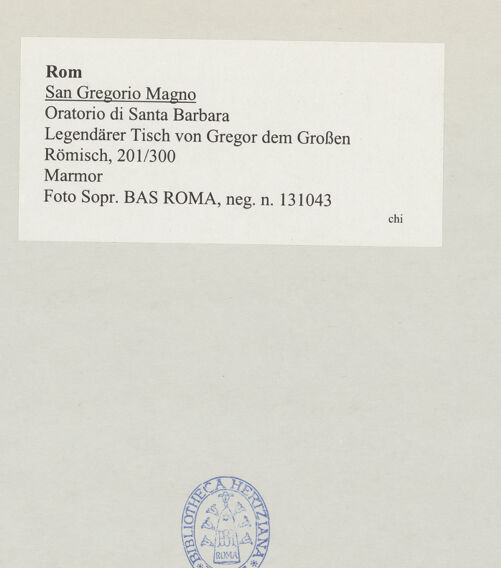 Rom
San Gregorio Magno
Oratorio di Santa Barbara
Legendärer Tisch von Gregor dem Großen
Römisch, 201/300
Marmor
Foto Sopr. BAS ROMA, neg. n. 131043
chi
BIBLIOTHECA HERTZIANA
ROMA